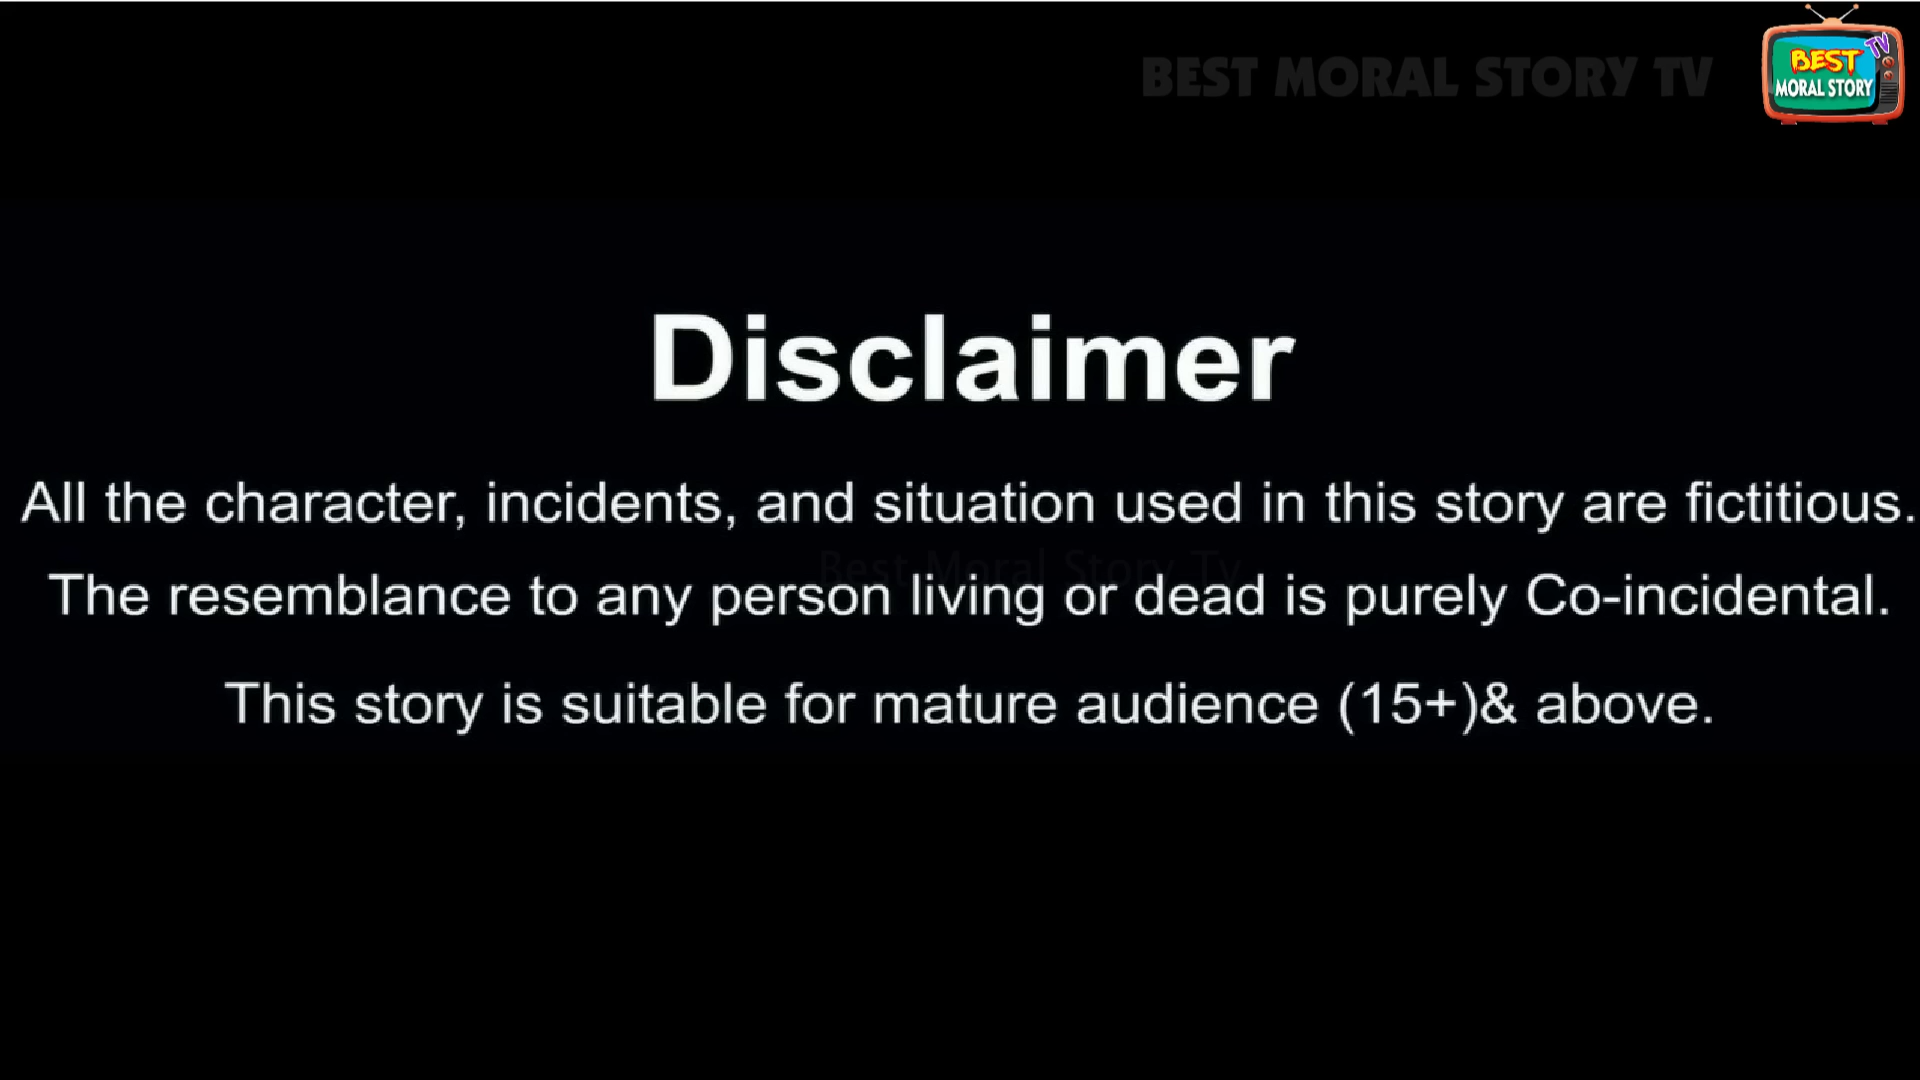 BEST MORAL STORY TV
BEST TV
MORAL STORY
Disclaimer
All the character, incidents, and situation used in this story are fictitious.
Best Moral Story Tv
The resemblance to any person living or dead is purely Co-incidental.
This story is suitable for mature audience (15+)& above.